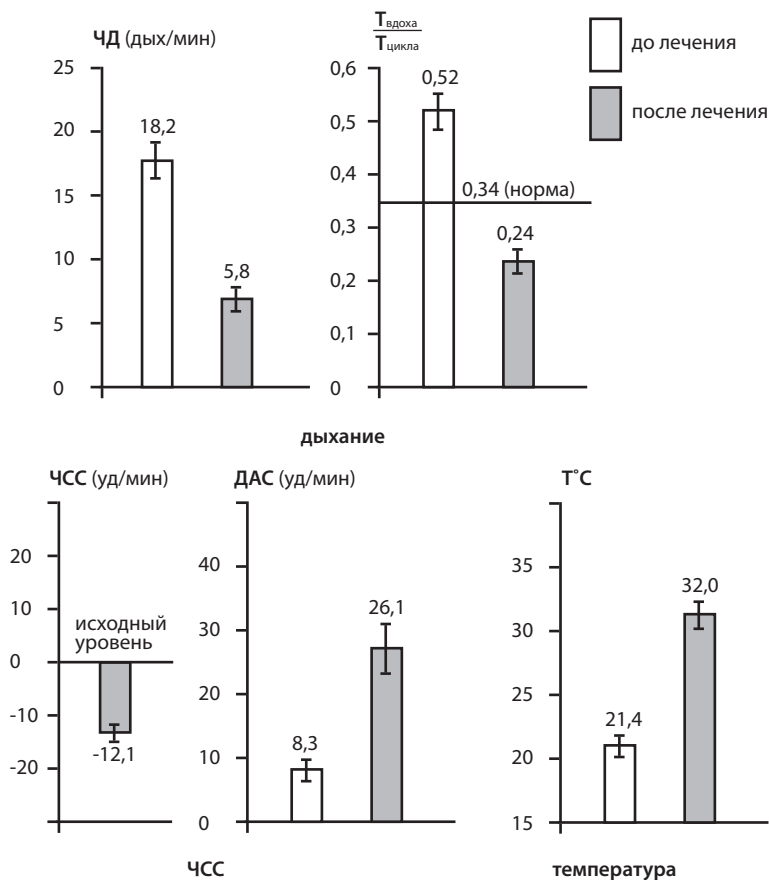 ЧД (дых/мин)
25
20
15
10
5
0
18,2
5,8
Tвдоха
Tцикла
0,6
0,5
0,4
0,3
0,2
0,1
0
0,52
0,34 (норма)
0,24
до лечения
после лечения
дыхание
ЧСС (уд/мин)
20
10
0
-10
-20
исходный
уровень
-12,1
ДАС (уд/мин)
40
30
20
10
0
8,3
26,1
ЧСС
T°C
35
30
25
20
15
21,4
32,0
температура